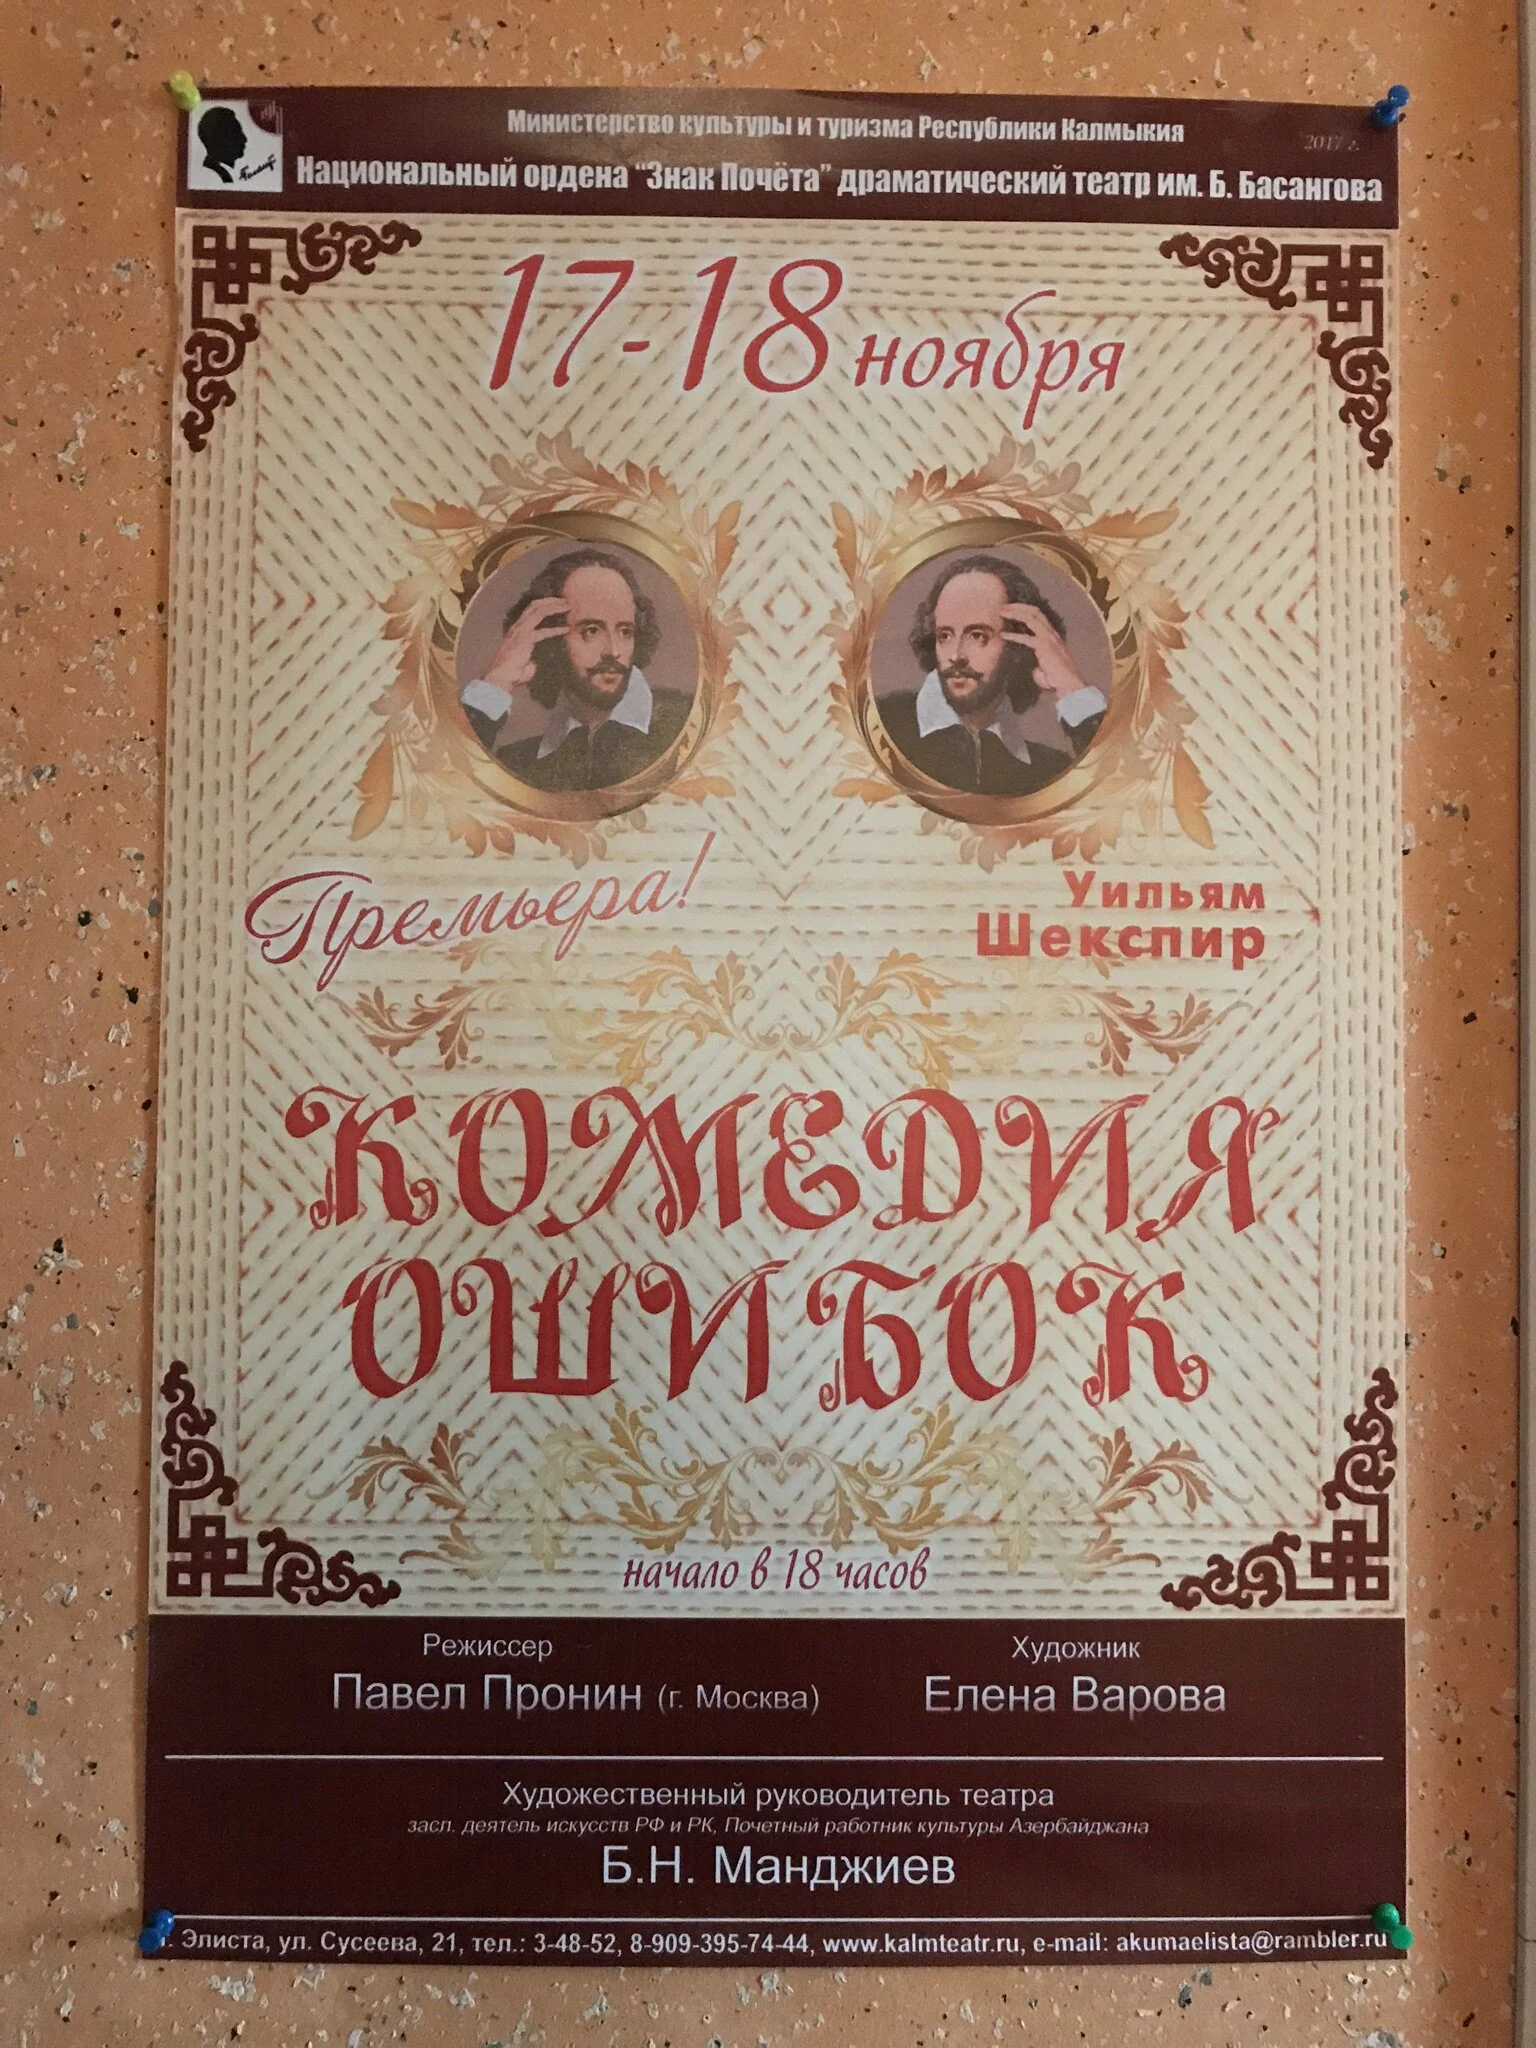 Министерство культуры и туризма Республики Калмыкия
2017 г.
Национальный ордена "Знак Почёта" драматический театр им. Б. Басангова
17-18 ноября
Премьера!
Уильям
Шекспир
КОМЕДИЯ
ОШИБОК
начало в 18 часов
Режиссер
Павел Пронин (г. Москва)
Художник
Елена Варова
Художественный руководитель театра
засл. деятель искусств РФ и РК, Почетный работник культуры Азербайджана
Б.Н. Манджиев
г. Элиста, ул. Сусеева, 21, тел.: 3-48-52, 8-909-395-74-44, www.kalmteatr.ru, e-mail: akumaelista@rambler.ru